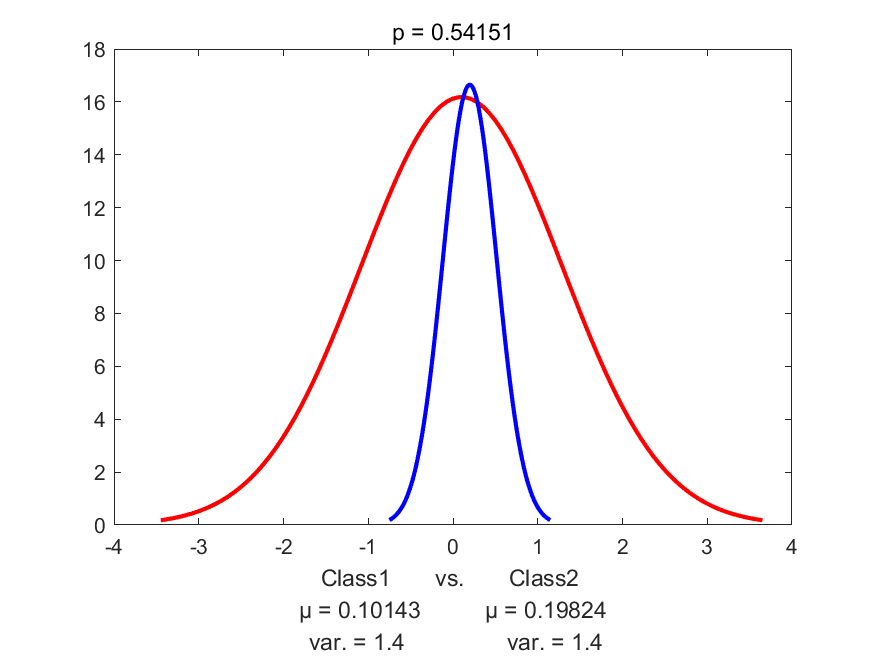 p = 0.54151
18
16
14
12
10
8
6
4
2
0
-4 -3 -2 -1 0 1 2 3 4
Class1 vs. Class2
μ = 0.10143 μ = 0.19824
var. = 1.4 var. = 1.4